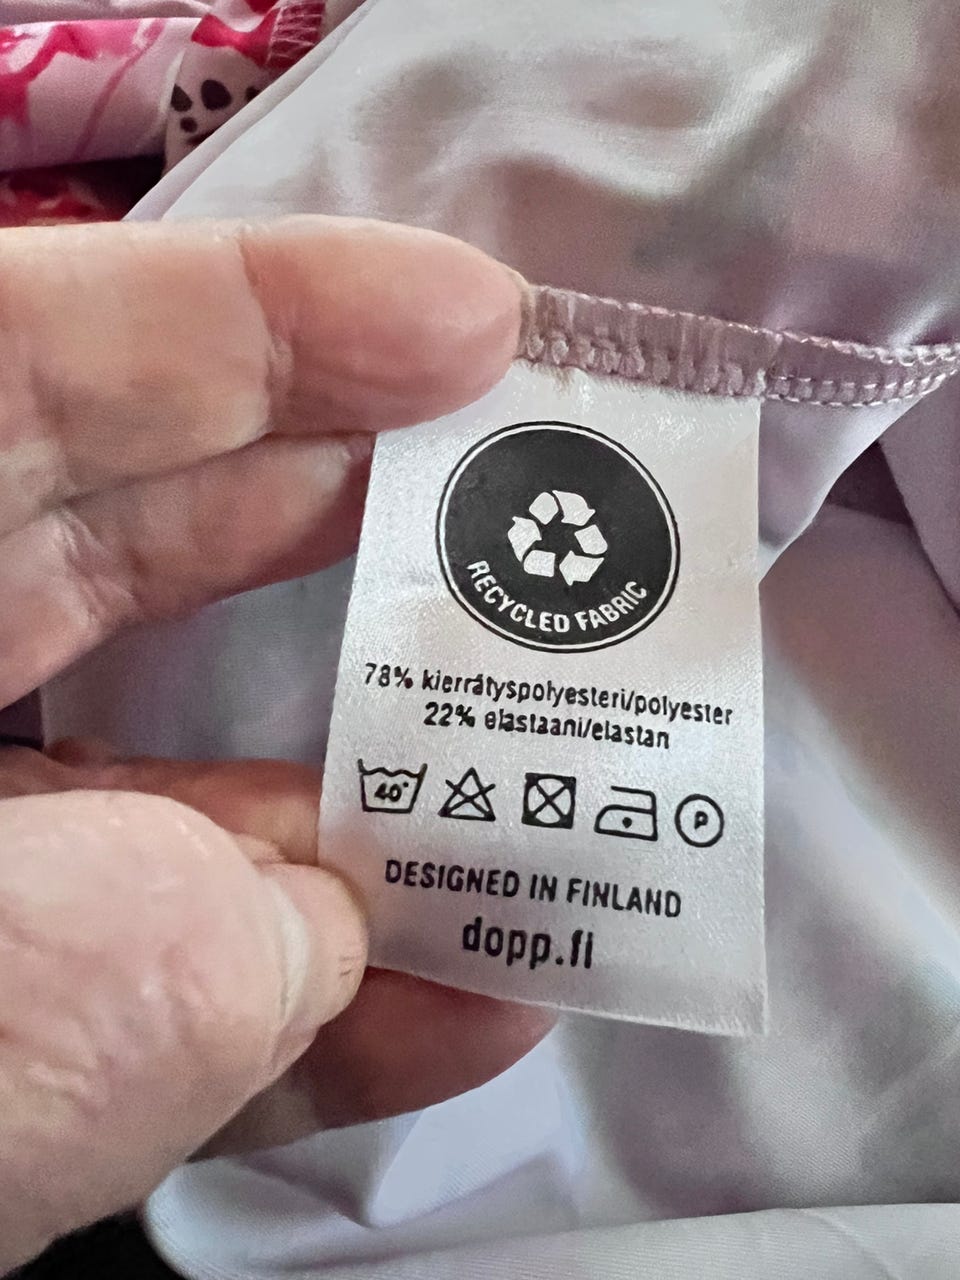 RECYCLED FABRIC
78% kierrätyspolyesteri/polyester
22% elastaani/elastan
40°
P
DESIGNED IN FINLAND
dopp.fi